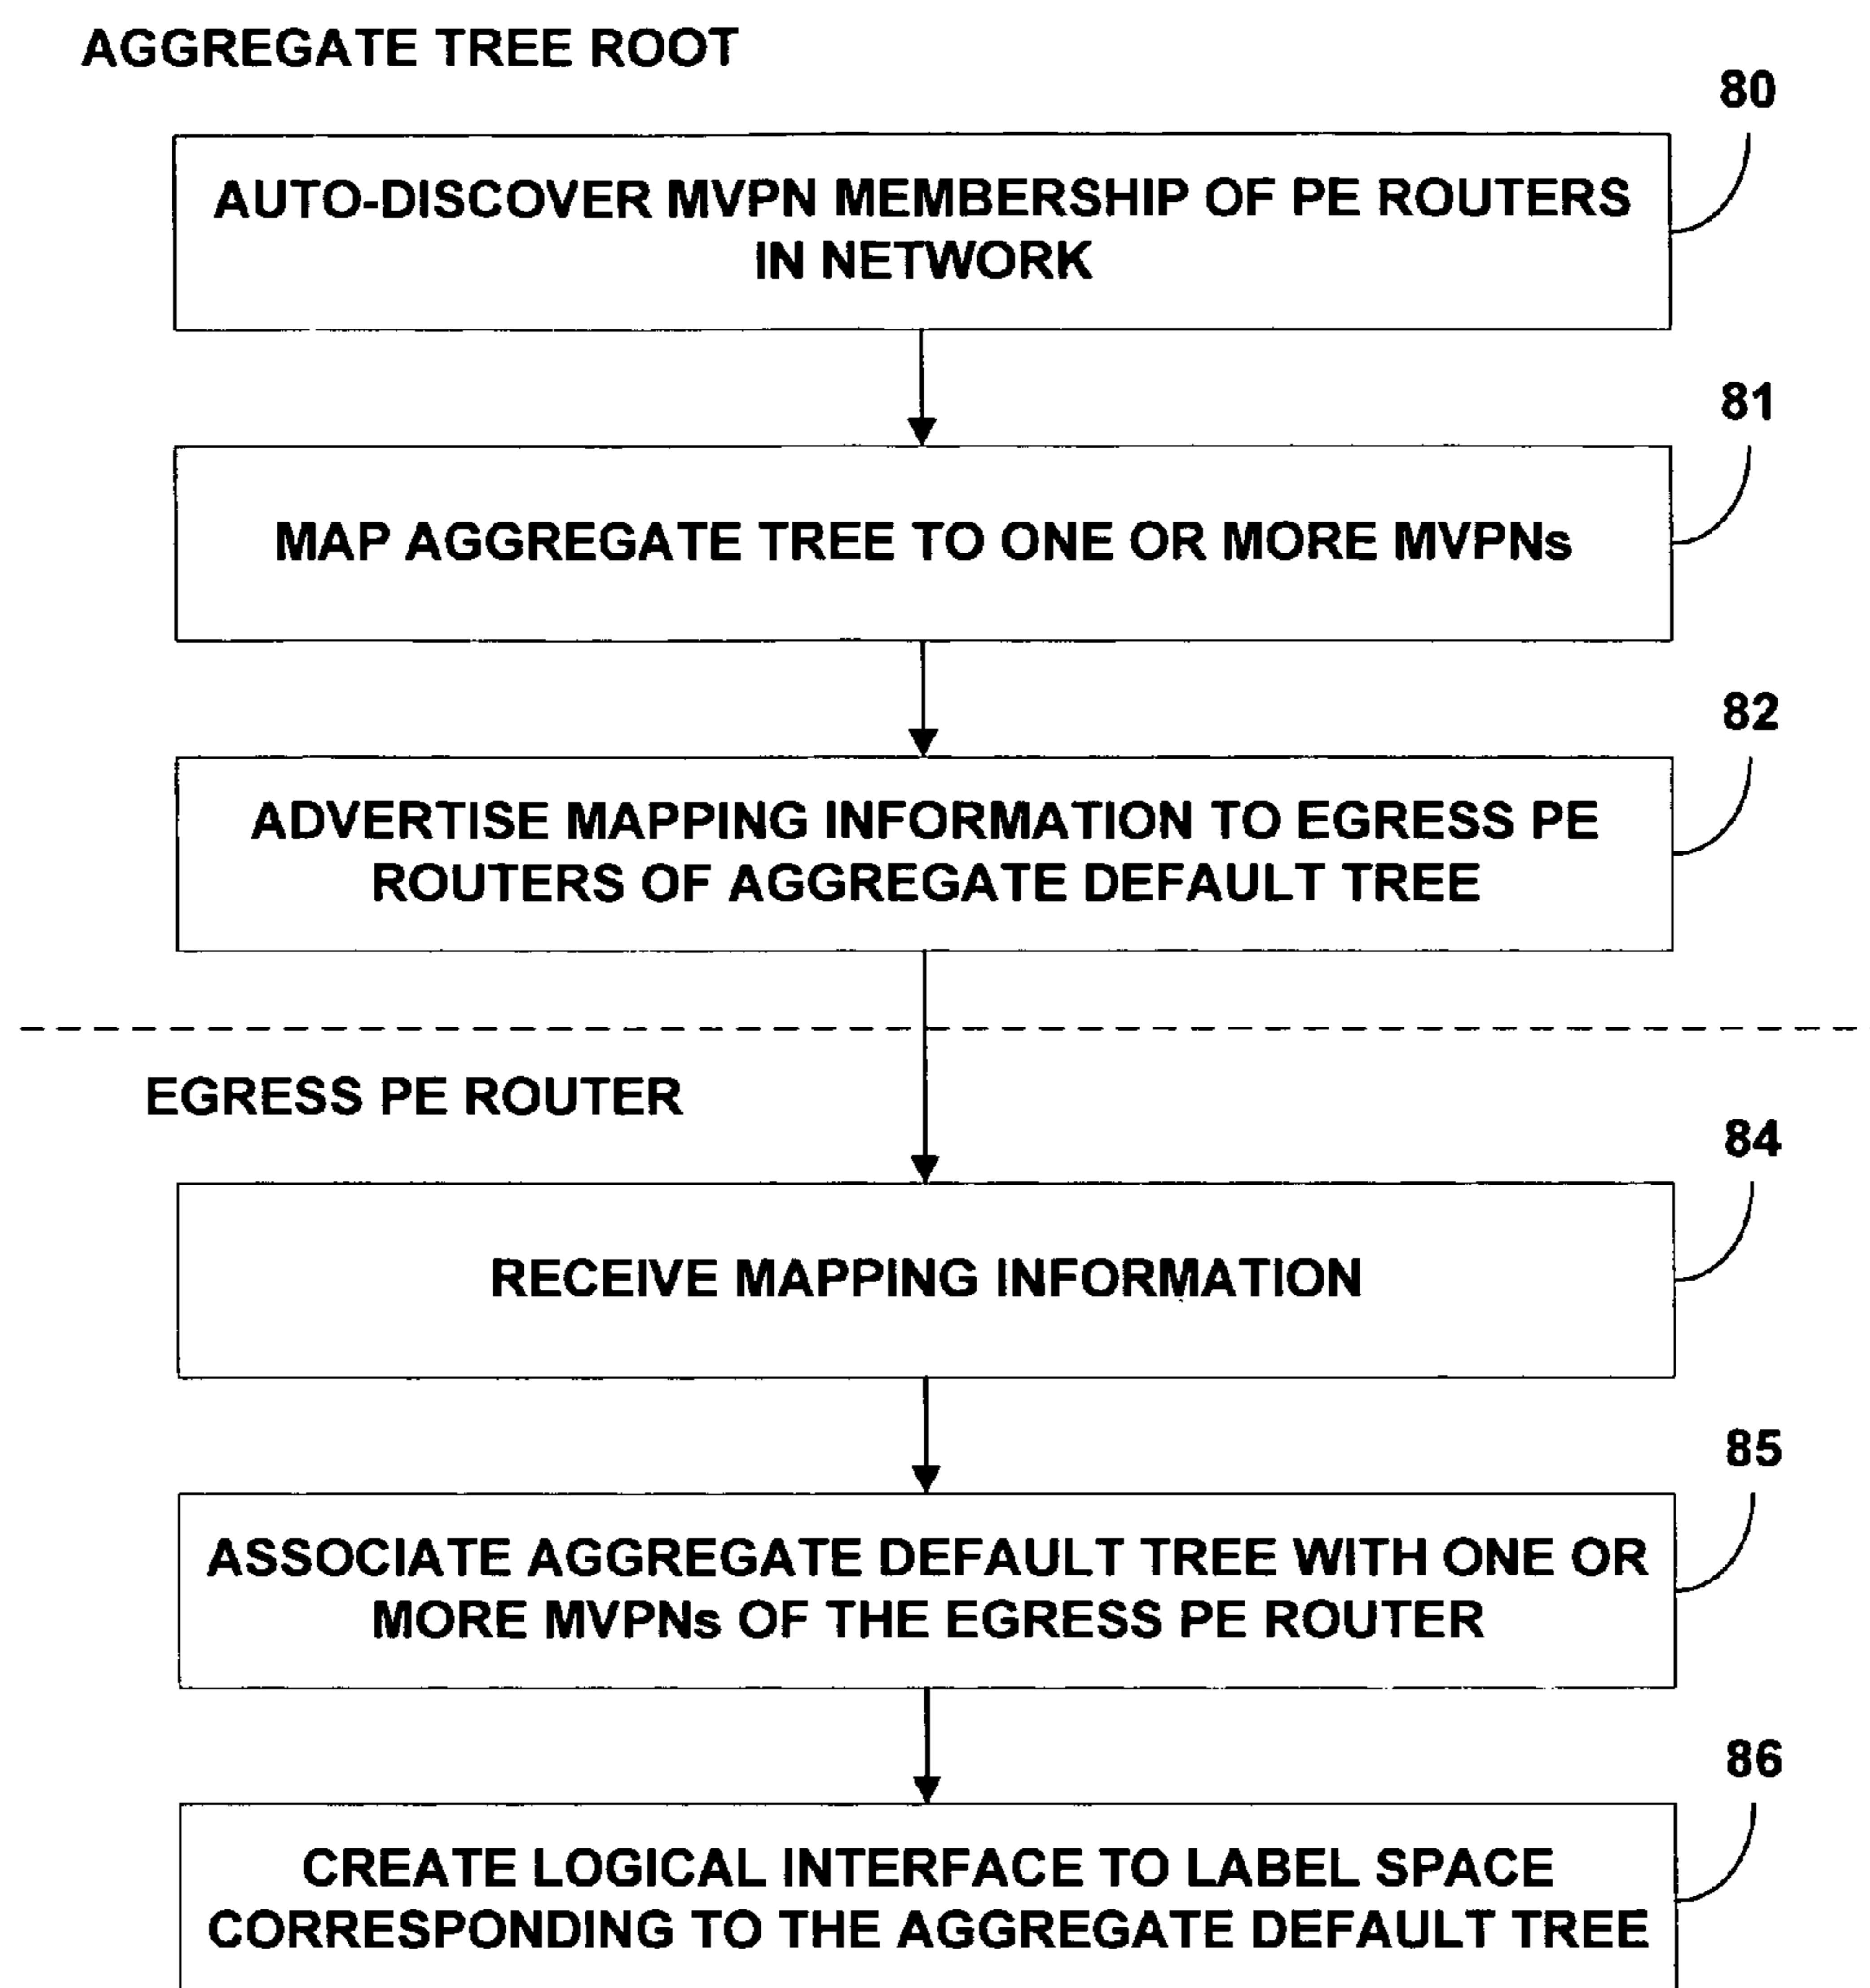 AGGREGATE TREE ROOT
80
AUTO-DISCOVER MVPN MEMBERSHIP OF PE ROUTERS
IN NETWORK
81
MAP AGGREGATE TREE TO ONE OR MORE MVPNs
82
ADVERTISE MAPPING INFORMATION TO EGRESS PE
ROUTERS OF AGGREGATE DEFAULT TREE
EGRESS PE ROUTER
84
RECEIVE MAPPING INFORMATION
85
ASSOCIATE AGGREGATE DEFAULT TREE WITH ONE OR
MORE MVPNs OF THE EGRESS PE ROUTER
86
CREATE LOGICAL INTERFACE TO LABEL SPACE
CORRESPONDING TO THE AGGREGATE DEFAULT TREE